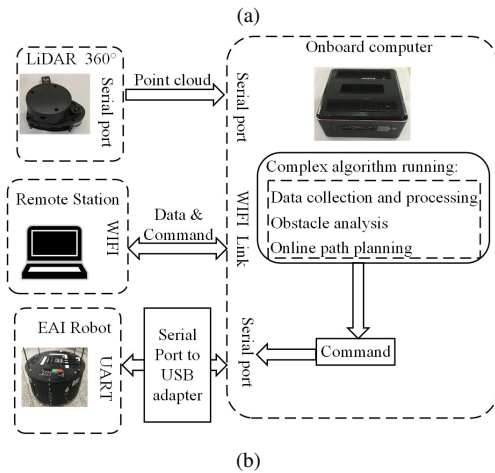 (a)
LiDAR 360°
Serial port
Point cloud
Serial port
Onboard computer
Complex algorithm running:
Data collection and processing
Obstacle analysis
Online path planning
Remote Station
WIFI
Data &
Command
WIFI Link
EAI Robot
UART
Serial
Port to
USB
adapter
Serial port
Command
(b)